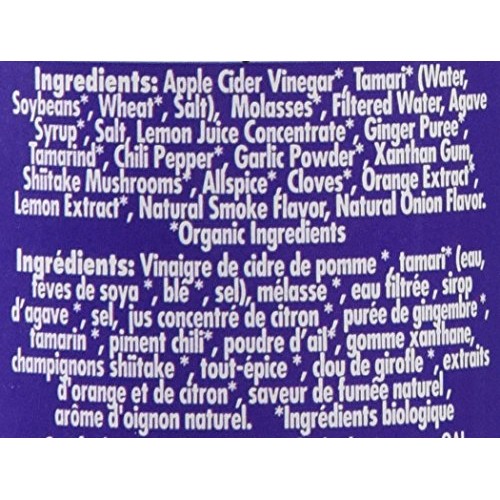 Ingredients: Apple Cider Vinegar*, Tamari* (Water,
Soybeans*, Wheat*, Salt), Molasses*, Filtered Water, Agave
Syrup*, Salt, Lemon Juice Concentrate*, Ginger Puree*,
Tamarind*, Chili Pepper*, Garlic Powder*, Xanthan Gum,
Shiitake Mushrooms*, Allspice*, Cloves*, Orange Extract*,
Lemon Extract*, Natural Smoke Flavor, Natural Onion Flavor.
*Organic Ingredients
Ingrédients: Vinaigre de cidre de pomme *, tamari* (eau,
fèves de soya *, blé *, sel), mélasse *, eau filtrée, sirop
d'agave *, sel, jus concentré de citron *, purée de gingembre *,
tamarin *, piment chili*, poudre d'ail*, gomme xanthane,
champignons shiitake *, tout-épice *, clou de girofle *, extraits
d'orange et de citron*, saveur de fumée naturel,
arôme d'oignon naturel. *Ingrédients biologique